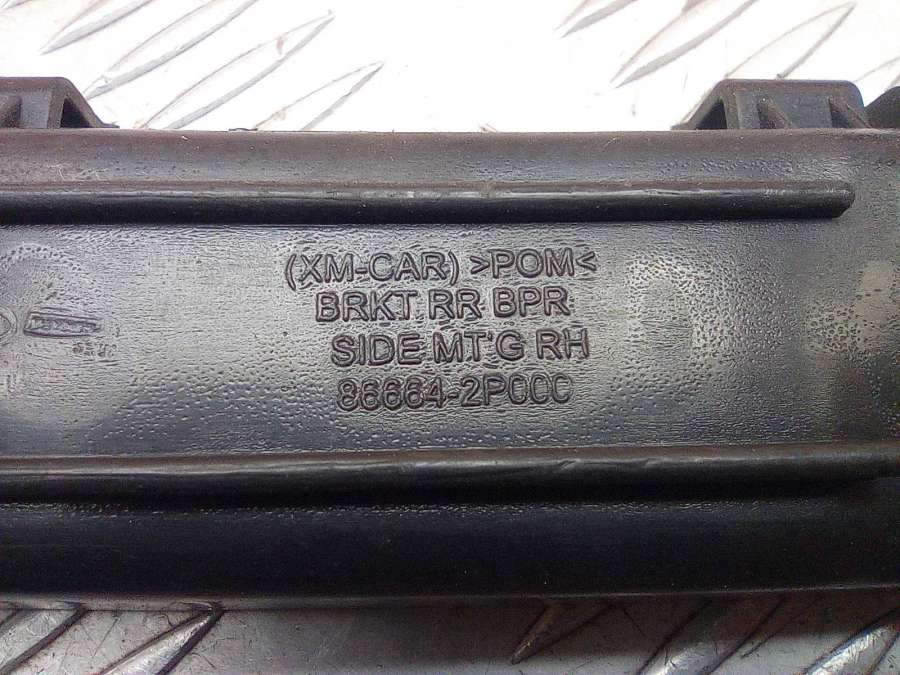 (XM-CAR) >POM<
BRKT RR BPR
SIDE MT'G RH
86664-2P000